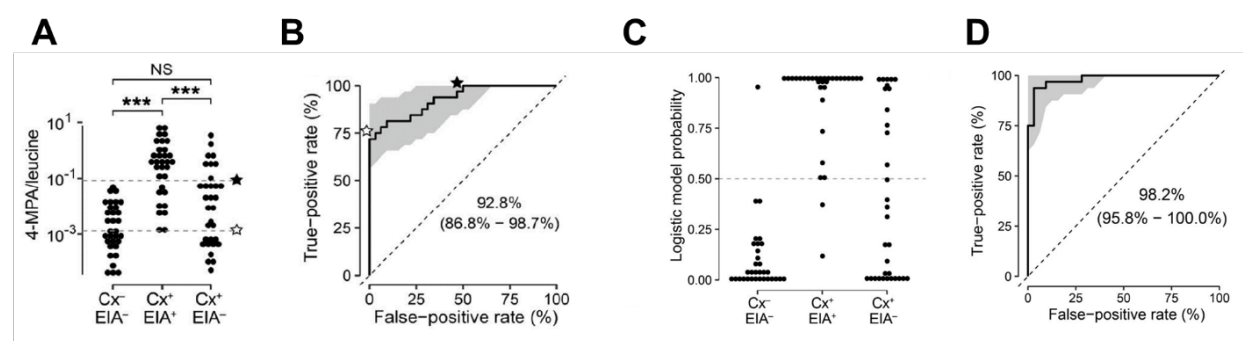 A
NS
***
***
4-MPA/leucine
10¹
10⁻¹
10⁻³
Cx⁻
EIA⁻
Cx⁺
EIA⁺
Cx⁺
EIA⁻
B
True−positive rate (%)
100
75
50
25
0
92.8%
(86.8% − 98.7%)
0
25
50
75
100
False−positive rate (%)
C
Logistic model probability
1.00
0.75
0.50
0.25
0.00
Cx⁻
EIA⁻
Cx⁺
EIA⁺
Cx⁺
EIA⁻
D
True−positive rate (%)
100
75
50
25
0
98.2%
(95.8% − 100.0%)
0
25
50
75
100
False−positive rate (%)